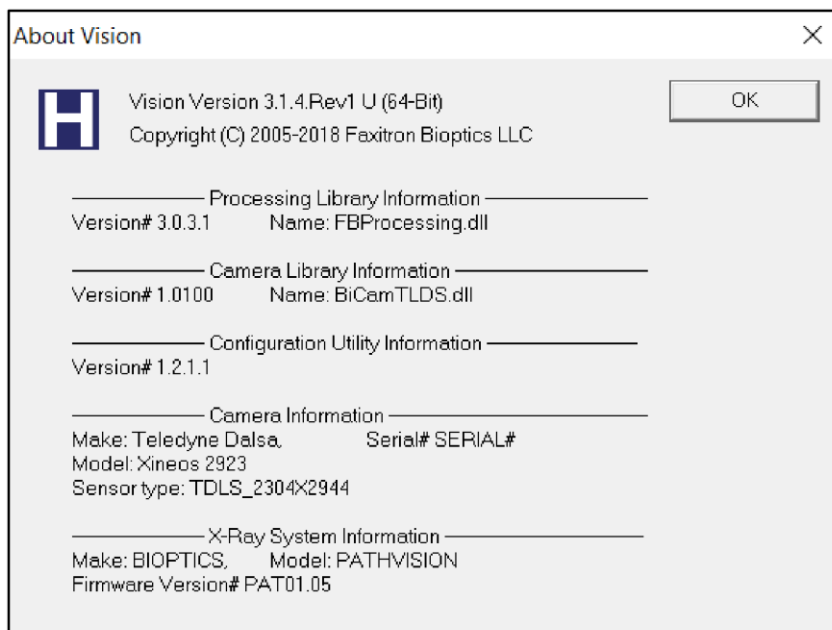 About Vision
H
Vision Version 3.1.4.Rev1 U (64-Bit)
OK
Copyright (C) 2005-2018 Faxitron Bioptics LLC
Processing Library Information
Version# 3.0.3.1 Name: FBProcessing.dll
Camera Library Information
Version# 1.0100 Name: BiCamTLDS.dll
Configuration Utility Information
Version# 1.2.1.1
Camera Information
Make: Teledyne Dalsa, Serial# SERIAL#
Model: Xineos 2923
Sensor type: TDLS_2304X2944
X-Ray System Information
Make: BIOPTICS, Model: PATHVISION
Firmware Version# PAT01.05